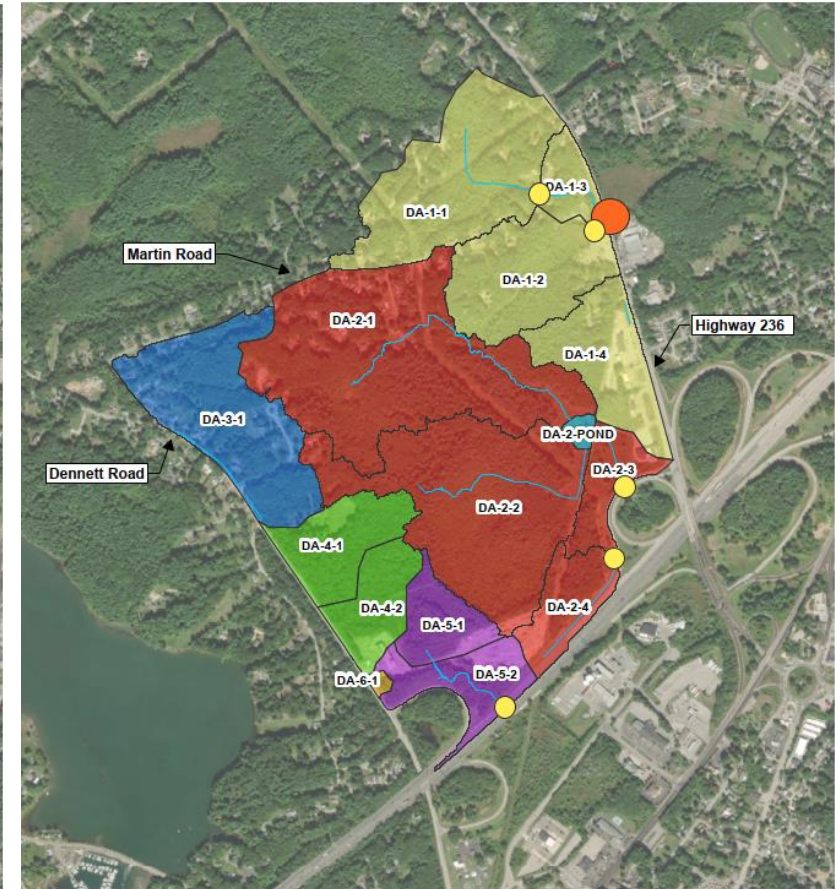 DA-1-3
DA-1-1
Martin Road
DA-1-2
DA-2-1
Highway 236
DA-1-4
DA-3-1
DA-2-POND
Dennett Road
DA-2-3
DA-2-2
DA-4-1
DA-4-2
DA-2-4
DA-5-1
DA-6-1
DA-5-2